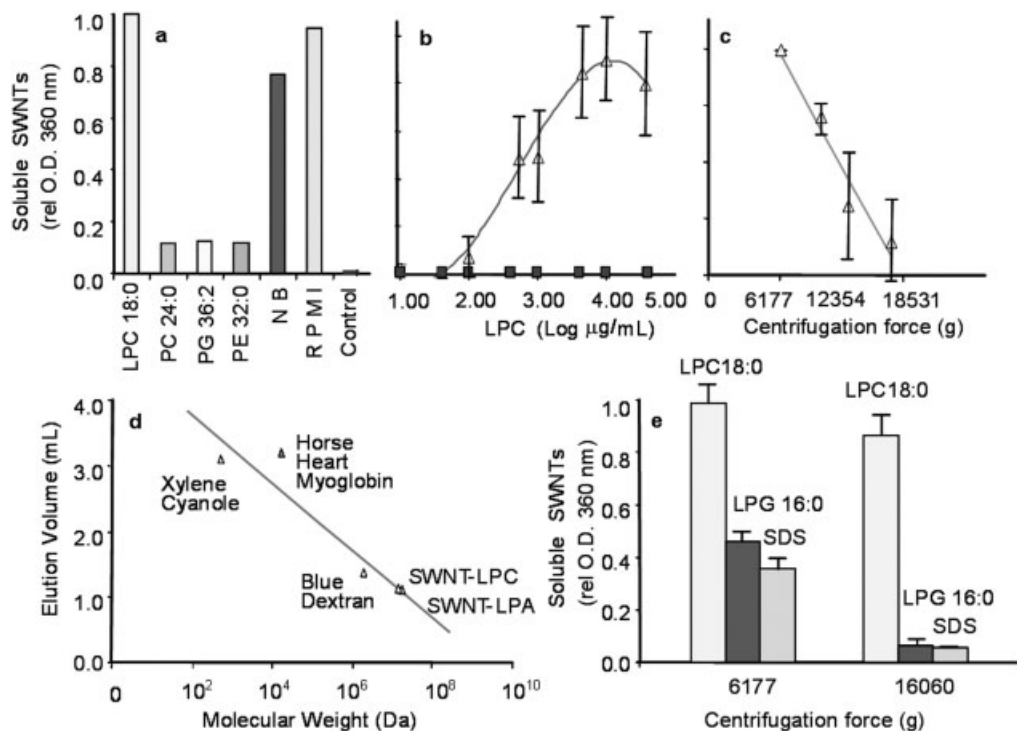 a
Soluble SWNTs
(rel O.D. 360 nm)
1.0
0.8
0.6
0.4
0.2
0.0
LPC 18:0
PC 24:0
PG 36:2
PE 32:0
N B
R P M I
Control
b
1.00 2.00 3.00 4.00 5.00
LPC (Log µg/mL)
c
0 6177 12354 18531
Centrifugation force (g)
d
Elution Volume (mL)
4.0
3.0
2.0
1.0
0.0
Xylene
Cyanole
Horse
Heart
Myoglobin
Blue
Dextran
SWNT-LPC
SWNT-LPA
0 10² 10⁴ 10⁶ 10⁸ 10¹⁰
Molecular Weight (Da)
e
Soluble SWNTs
(rel O.D. 360 nm)
1.0
0.8
0.6
0.4
0.2
0.0
LPC18:0
LPG 16:0
SDS
LPC18:0
LPG 16:0
SDS
6177 16060
Centrifugation force (g)